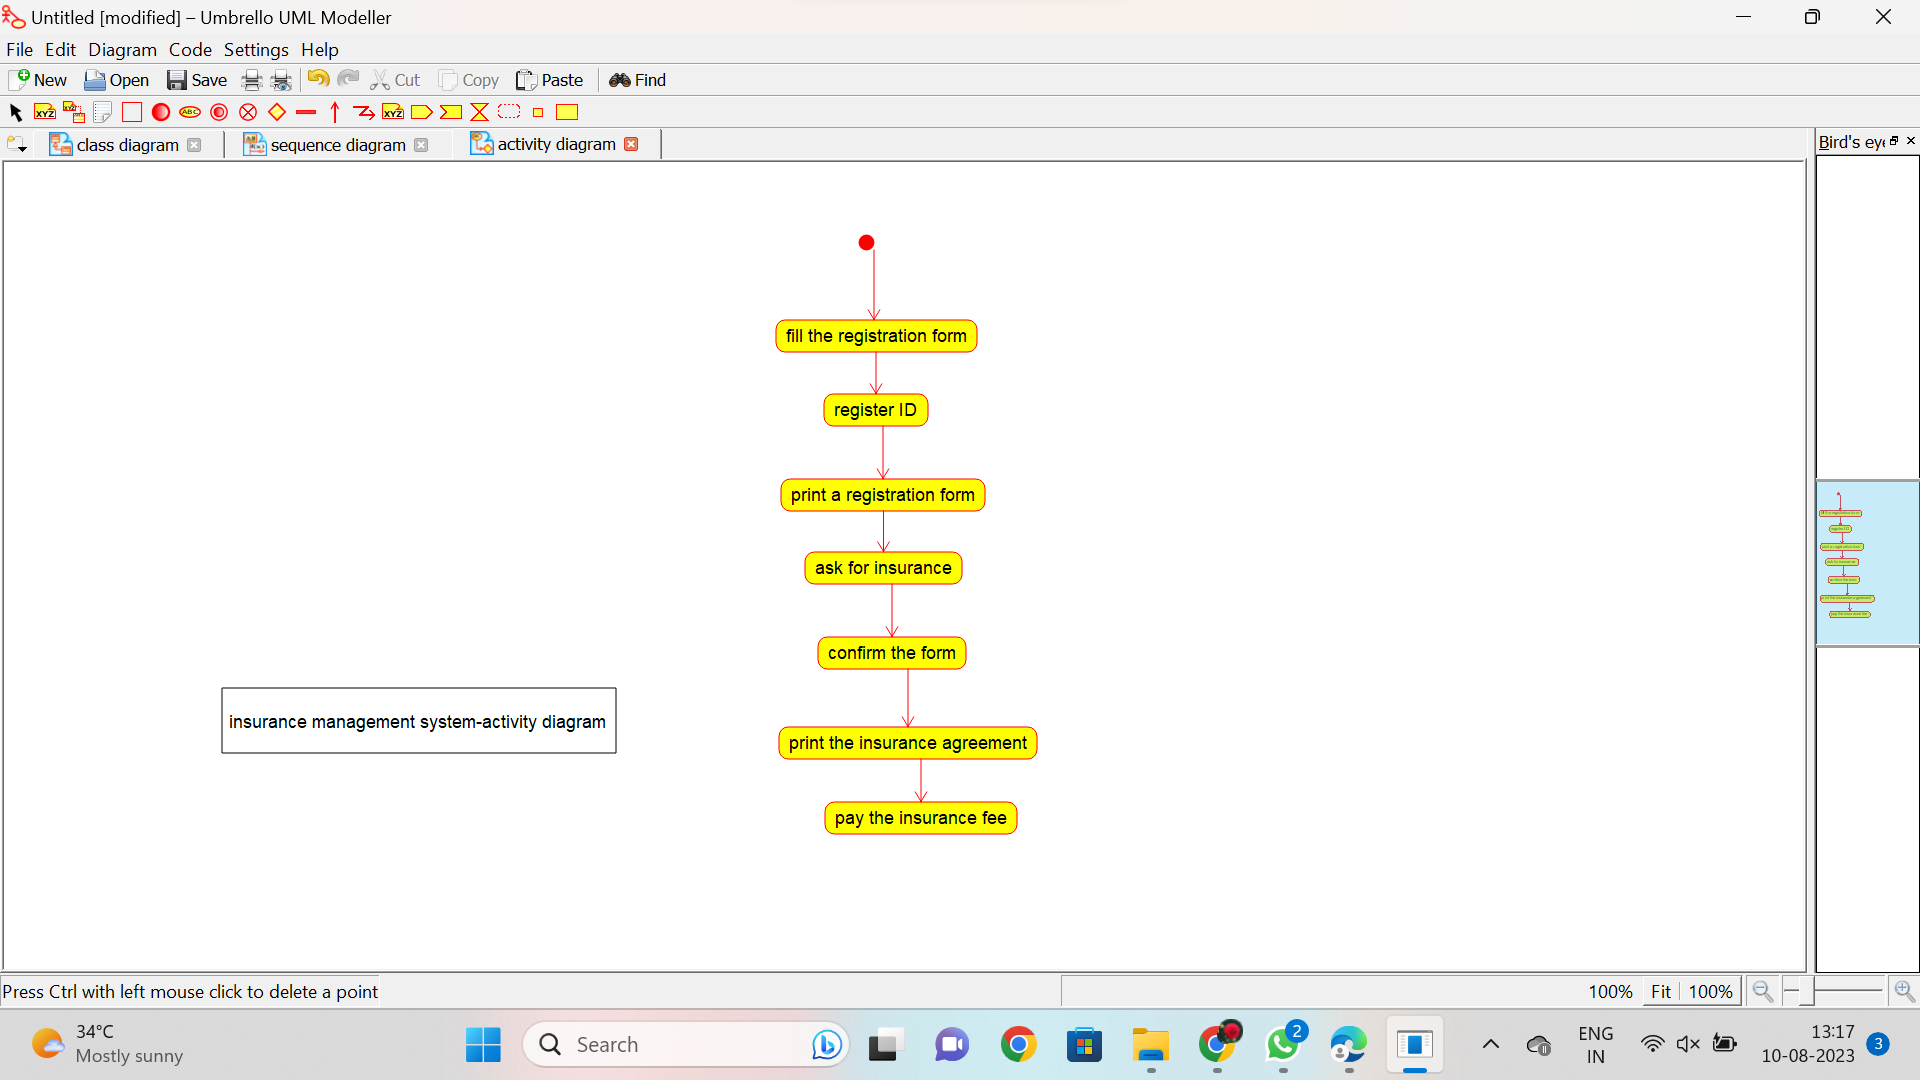 Untitled [modified] – Umbrello UML Modeller
File Edit Diagram Code Settings Help
New Open Save Cut Copy Paste Find
XYZ XYZ ABC XYZ
class diagram sequence diagram activity diagram
Bird's eye
fill the registration form
register ID
print a registration form
ask for insurance
confirm the form
insurance management system-activity diagram
print the insurance agreement
pay the insurance fee
Press Ctrl with left mouse click to delete a point
100% Fit 100%
34°C
Mostly sunny
Search
2
ENG
IN
13:17
10-08-2023
3